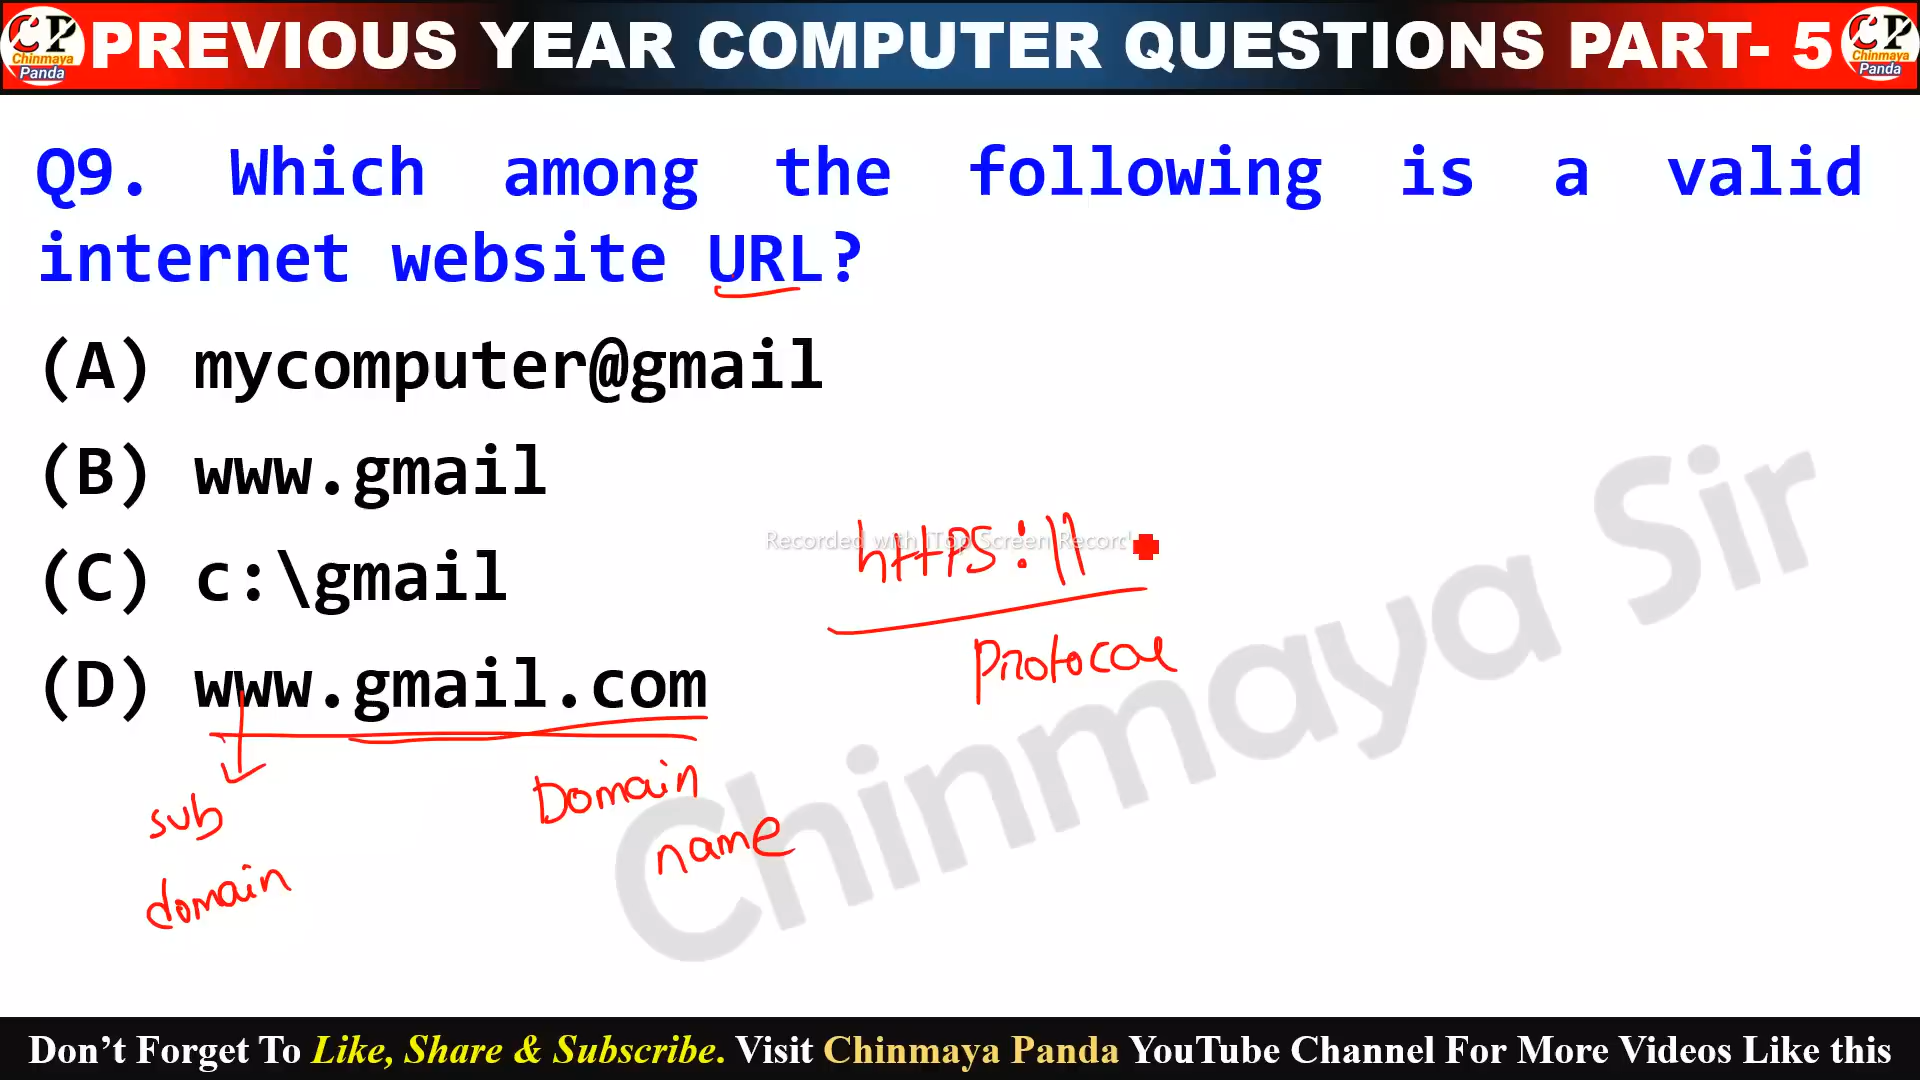 CP Chinmaya Panda PREVIOUS YEAR COMPUTER QUESTIONS PART- 5 CP Chinmaya Panda
Q9. Which among the following is a valid
internet website URL?
(A) mycomputer@gmail
(B) www.gmail
(C) c:\gmail
https://
Recorded with iTop Screen Recorder
(D) www.gmail.com
Protocol
Domain
name
sub
domain
Chinmaya Sir
Don’t Forget To Like, Share & Subscribe. Visit Chinmaya Panda YouTube Channel For More Videos Like this